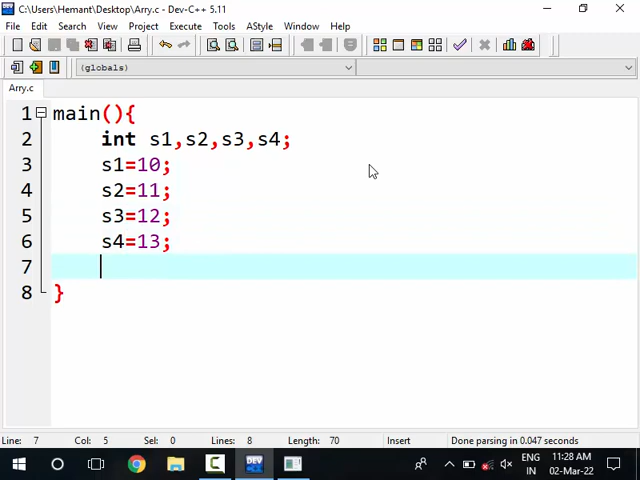 C:\Users\Hemant\Desktop\Arry.c - Dev-C++ 5.11
File Edit Search View Project Execute Tools AStyle Window Help
(globals)
Arry.c
1 main(){
2 int s1,s2,s3,s4;
3 s1=10;
4 s2=11;
5 s3=12;
6 s4=13;
7
8 }
Line: 7 Col: 5 Sel: 0 Lines: 8 Length: 70 Insert Done parsing in 0.047 seconds
ENG 11:28 AM
IN 02-Mar-22